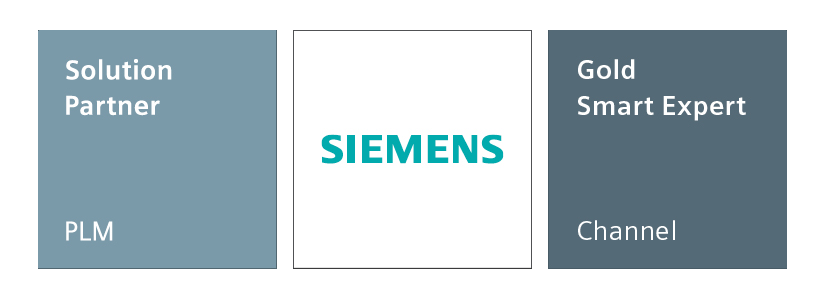 Solution
Partner
PLM
SIEMENS
Gold
Smart Expert
Channel